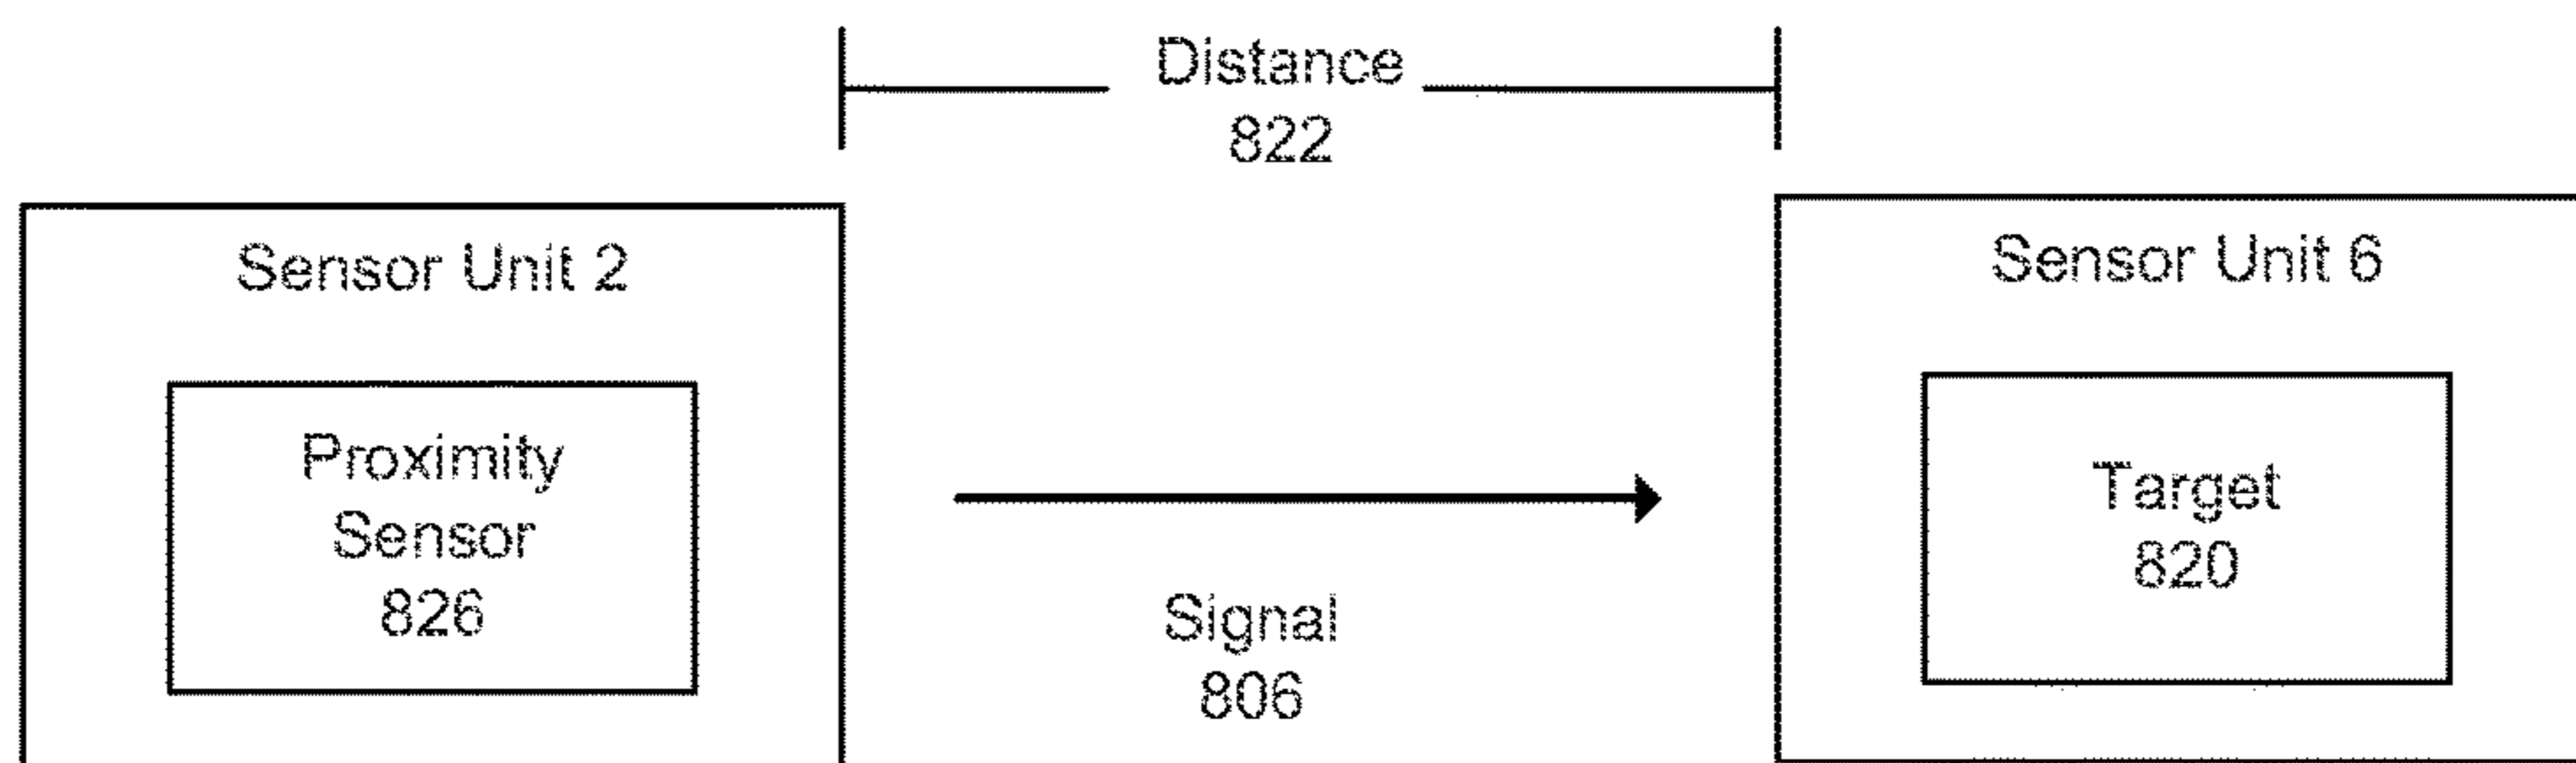 Distance
822
Sensor Unit 2
Sensor Unit 6
Proximity
Sensor
826
Target
820
Signal
806